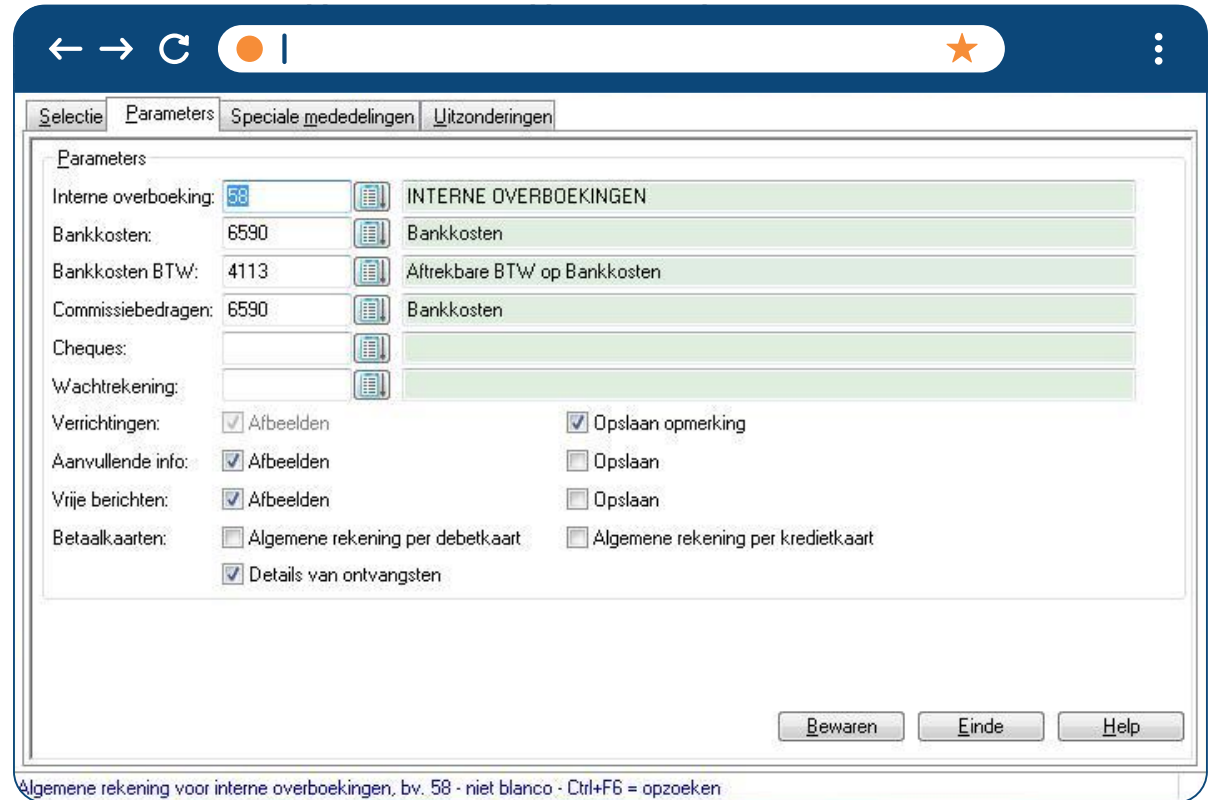 Selectie Parameters Speciale mededelingen Uitzonderingen
Parameters
Interne overboeking: 58 INTERNE OVERBOEKINGEN
Bankkosten: 6590 Bankkosten
Bankkosten BTW: 4113 Aftrekbare BTW op Bankkosten
Commissiebedragen: 6590 Bankkosten
Cheques:
Wachtrekening:
Verrichtingen: Afbeelden Opslaan opmerking
Aanvullende info: Afbeelden Opslaan
Vrije berichten: Afbeelden Opslaan
Betaalkaarten: Algemene rekening per debetkaart Algemene rekening per kredietkaart
Details van ontvangsten
Bewaren Einde Help
Algemene rekening voor interne overboekingen, bv. 58 - niet blanco - Ctrl+F6 = opzoeken